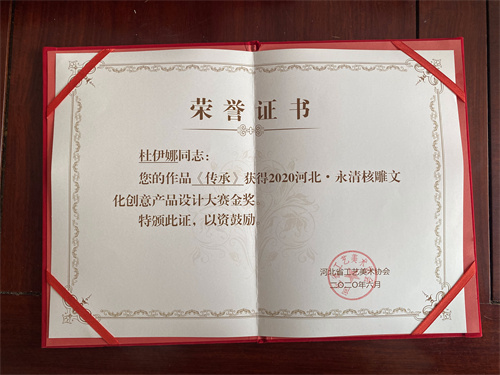 荣誉证书
杜伊娜同志：
您的作品《传承》获得2020河北·永清核雕文
化创意产品设计大赛金奖。
特颁此证，以资鼓励。
河北省工艺美术协会
二〇二〇年六月